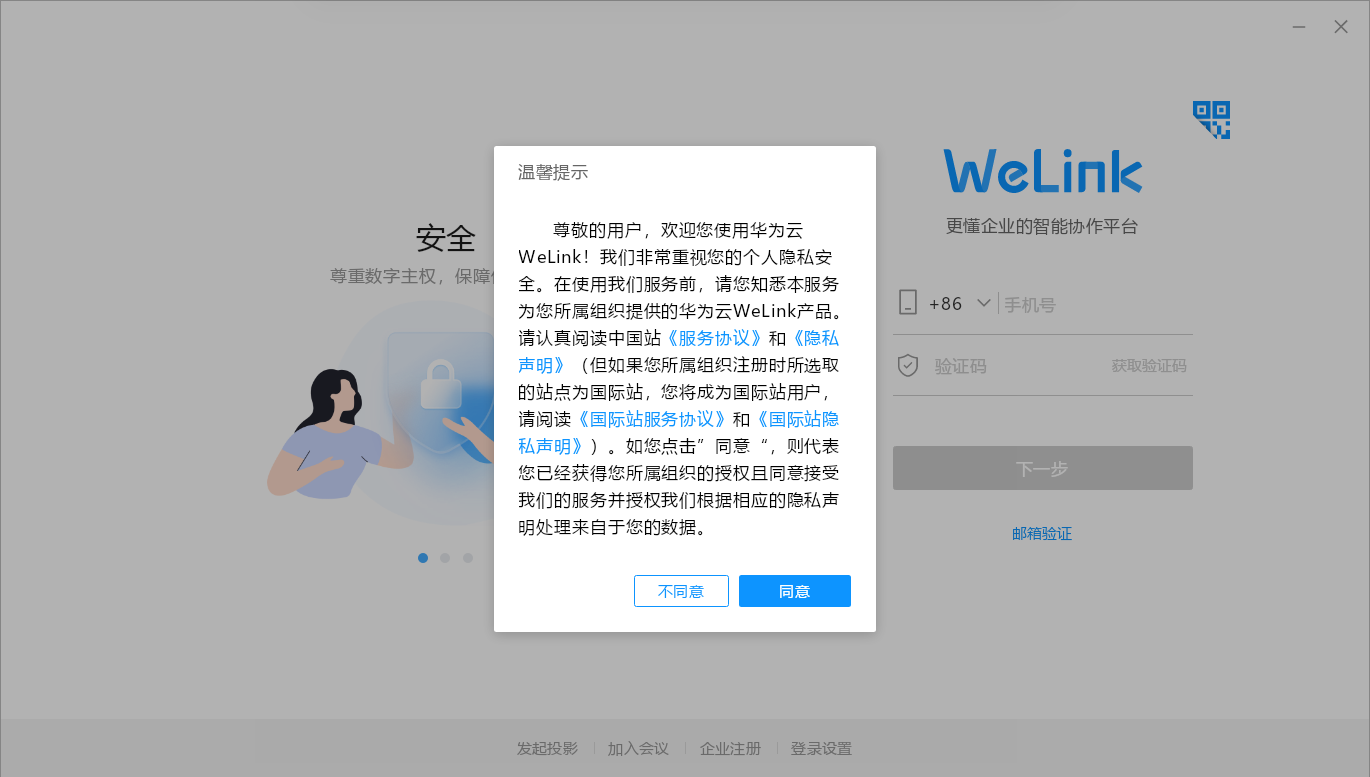 WeLink
更懂企业的智能协作平台
安全
尊重数字主权，保障
+86
手机号
验证码
获取验证码
下一步
邮箱验证
温馨提示
尊敬的用户，欢迎您使用华为云
WeLink！我们非常重视您的个人隐私安
全。在使用我们服务前，请您知悉本服务
为您所属组织提供的华为云WeLink产品。
请认真阅读中国站《服务协议》和《隐私
声明》（但如果您所属组织注册时所选取
的站点为国际站，您将成为国际站用户，
请阅读《国际站服务协议》和《国际站隐
私声明》）。如您点击”同意“，则代表
您已经获得您所属组织的授权且同意接受
我们的服务并授权我们根据相应的隐私声
明处理来自于您的数据。
不同意
同意
发起投影
加入会议
企业注册
登录设置